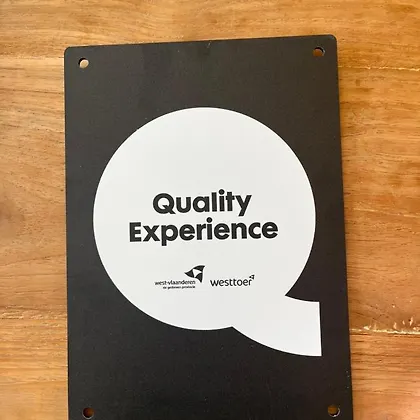 Quality
Experience
west-vlaanderen
de gedreven provincie
westtoer